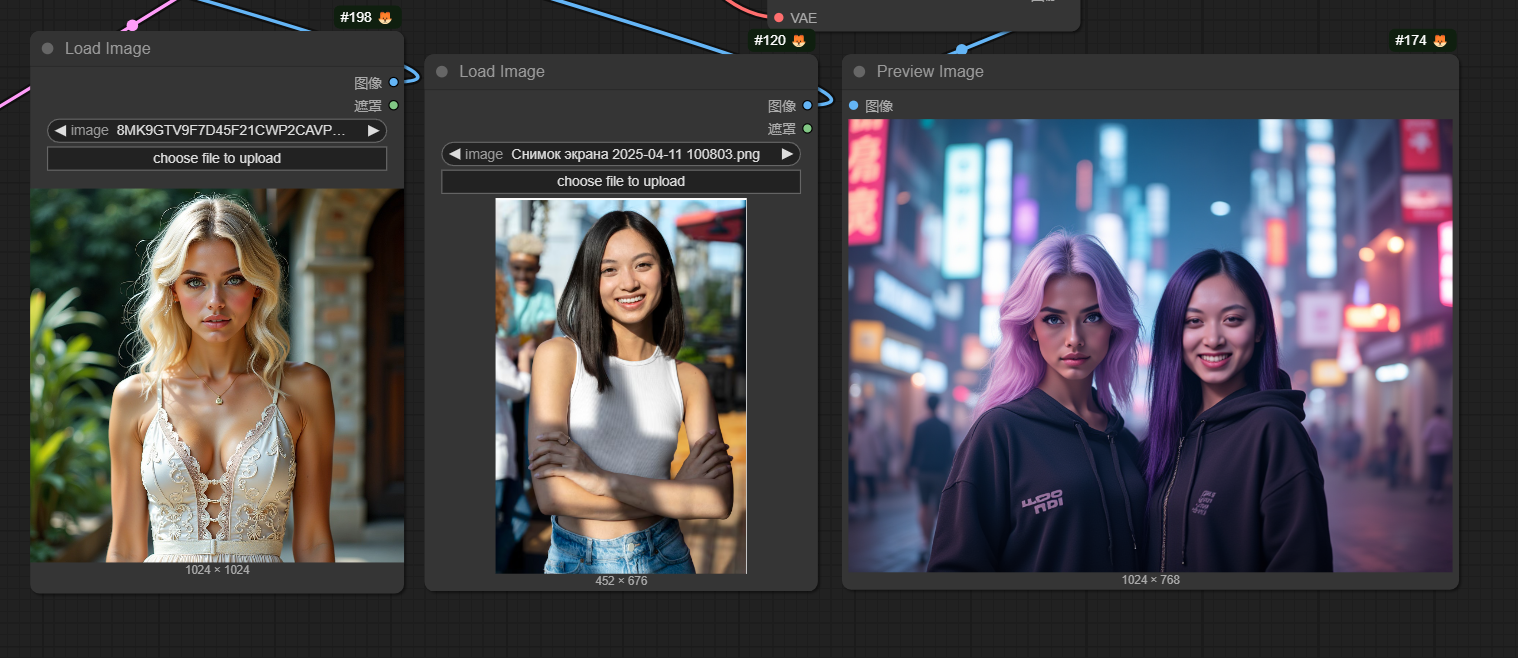 #198
Load Image
图像
遮罩
image 8MK9GTV9F7D45F21CWP2CAVP...
choose file to upload
1024 × 1024
#120
Load Image
图像
遮罩
image Снимок экрана 2025-04-11 100803.png
choose file to upload
452 × 676
VAE
#174
Preview Image
图像
1024 × 768